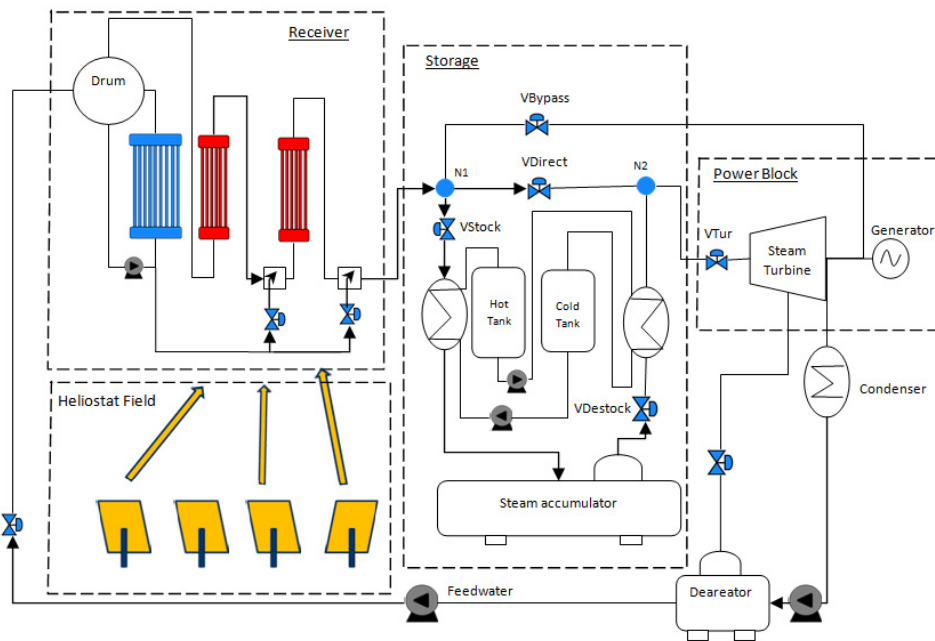 Receiver
Drum
Storage
VBypass
VDirect
N1
N2
Power Block
VStock
VTur
Steam
Turbine
Generator
Hot
Tank
Cold
Tank
Heliostat Field
VDestock
Condenser
Steam accumulator
Feedwater
Deareator